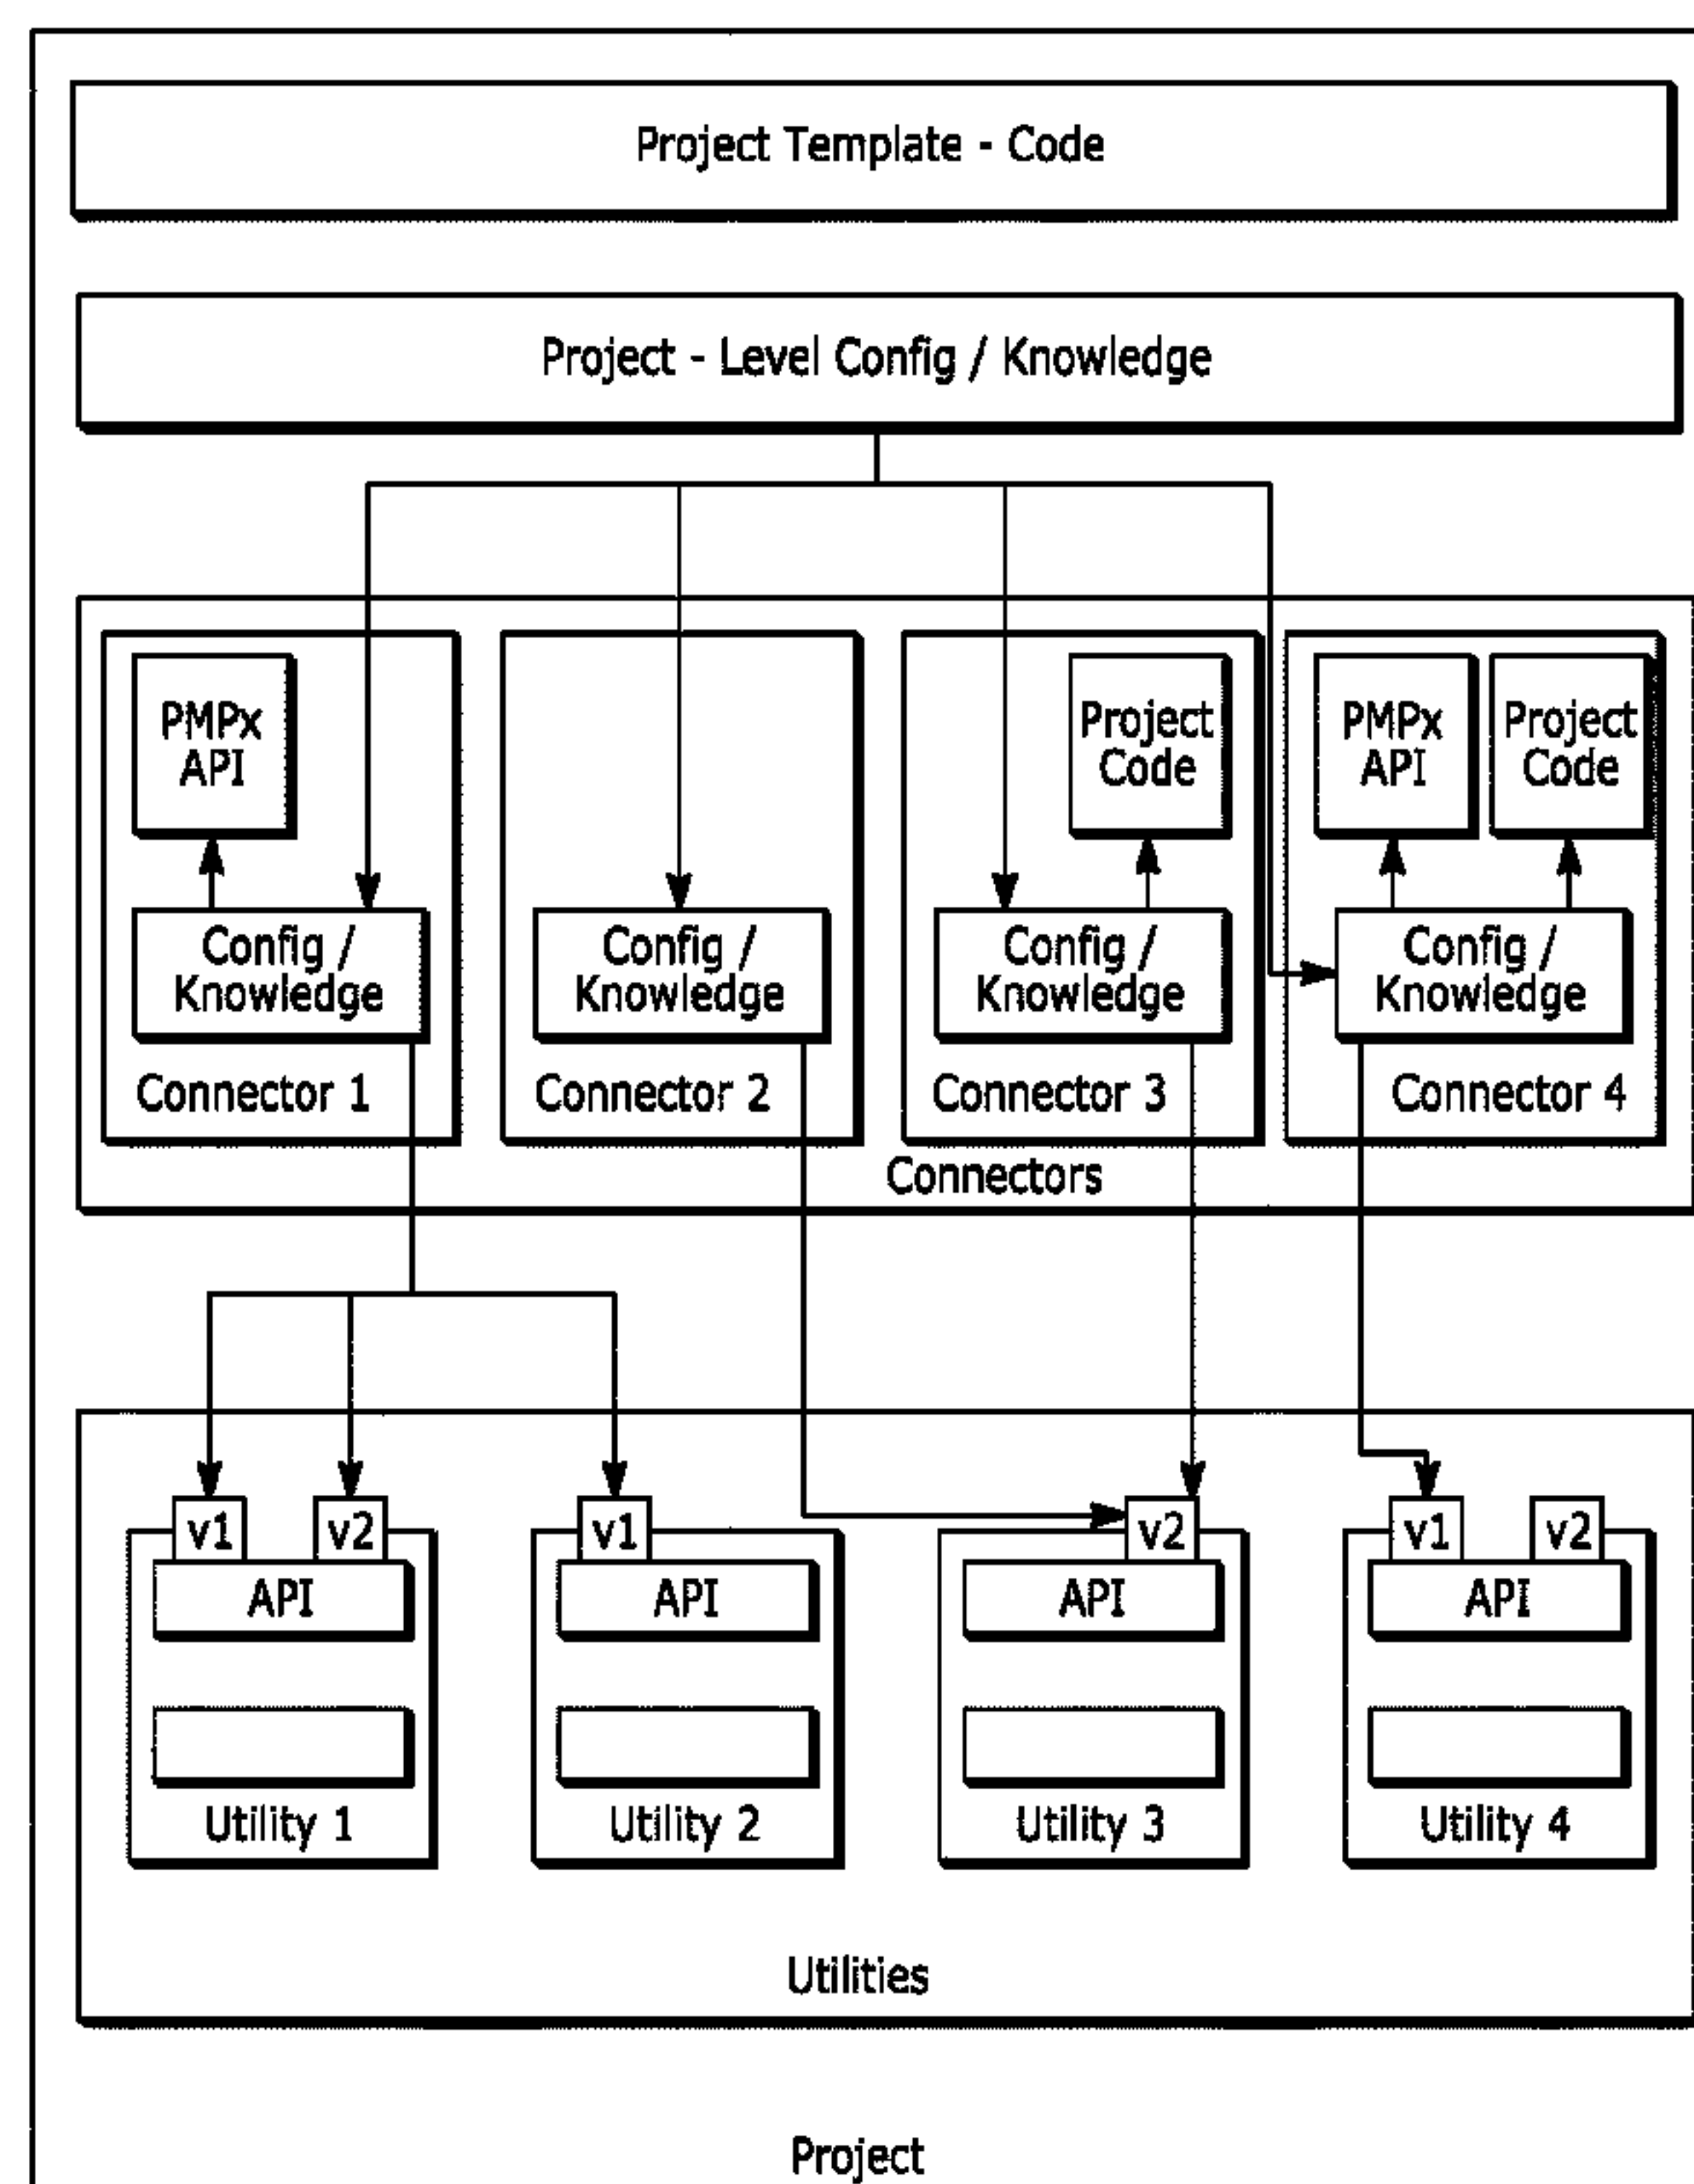 Project Template - Code
Project - Level Config / Knowledge
PMPx
API
Project
Code
PMPx
API
Project
Code
Config /
Knowledge
Config /
Knowledge
Config /
Knowledge
Config /
Knowledge
Connector 1
Connector 2
Connector 3
Connector 4
Connectors
v1
v2
v1
v2
v1
v2
API
API
API
API
Utility 1
Utility 2
Utility 3
Utility 4
Utilities
Project